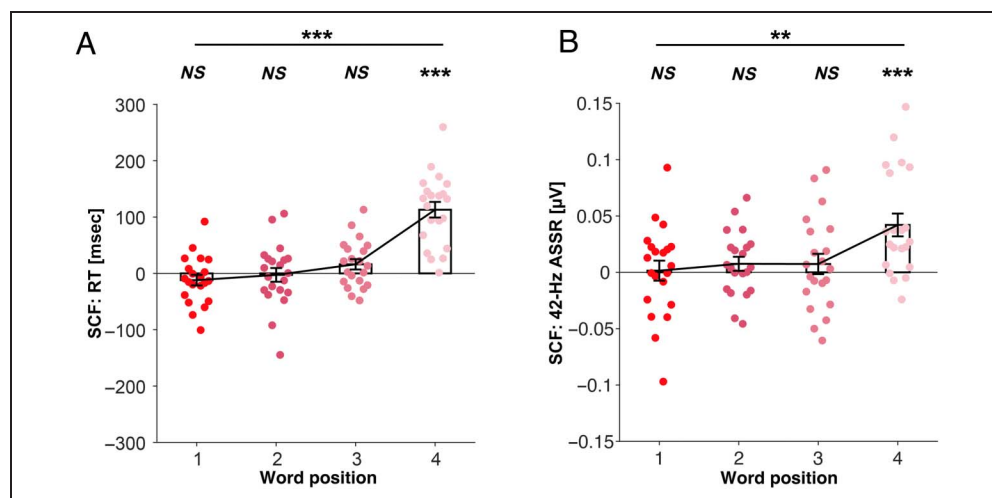 A
***
NS NS NS ***
SCF: RT [msec]
300
200
100
0
−100
−200
−300
1 2 3 4
Word position
B
**
NS NS NS ***
SCF: 42-Hz ASSR [µV]
0.15
0.1
0.05
0
−0.05
−0.1
−0.15
1 2 3 4
Word position